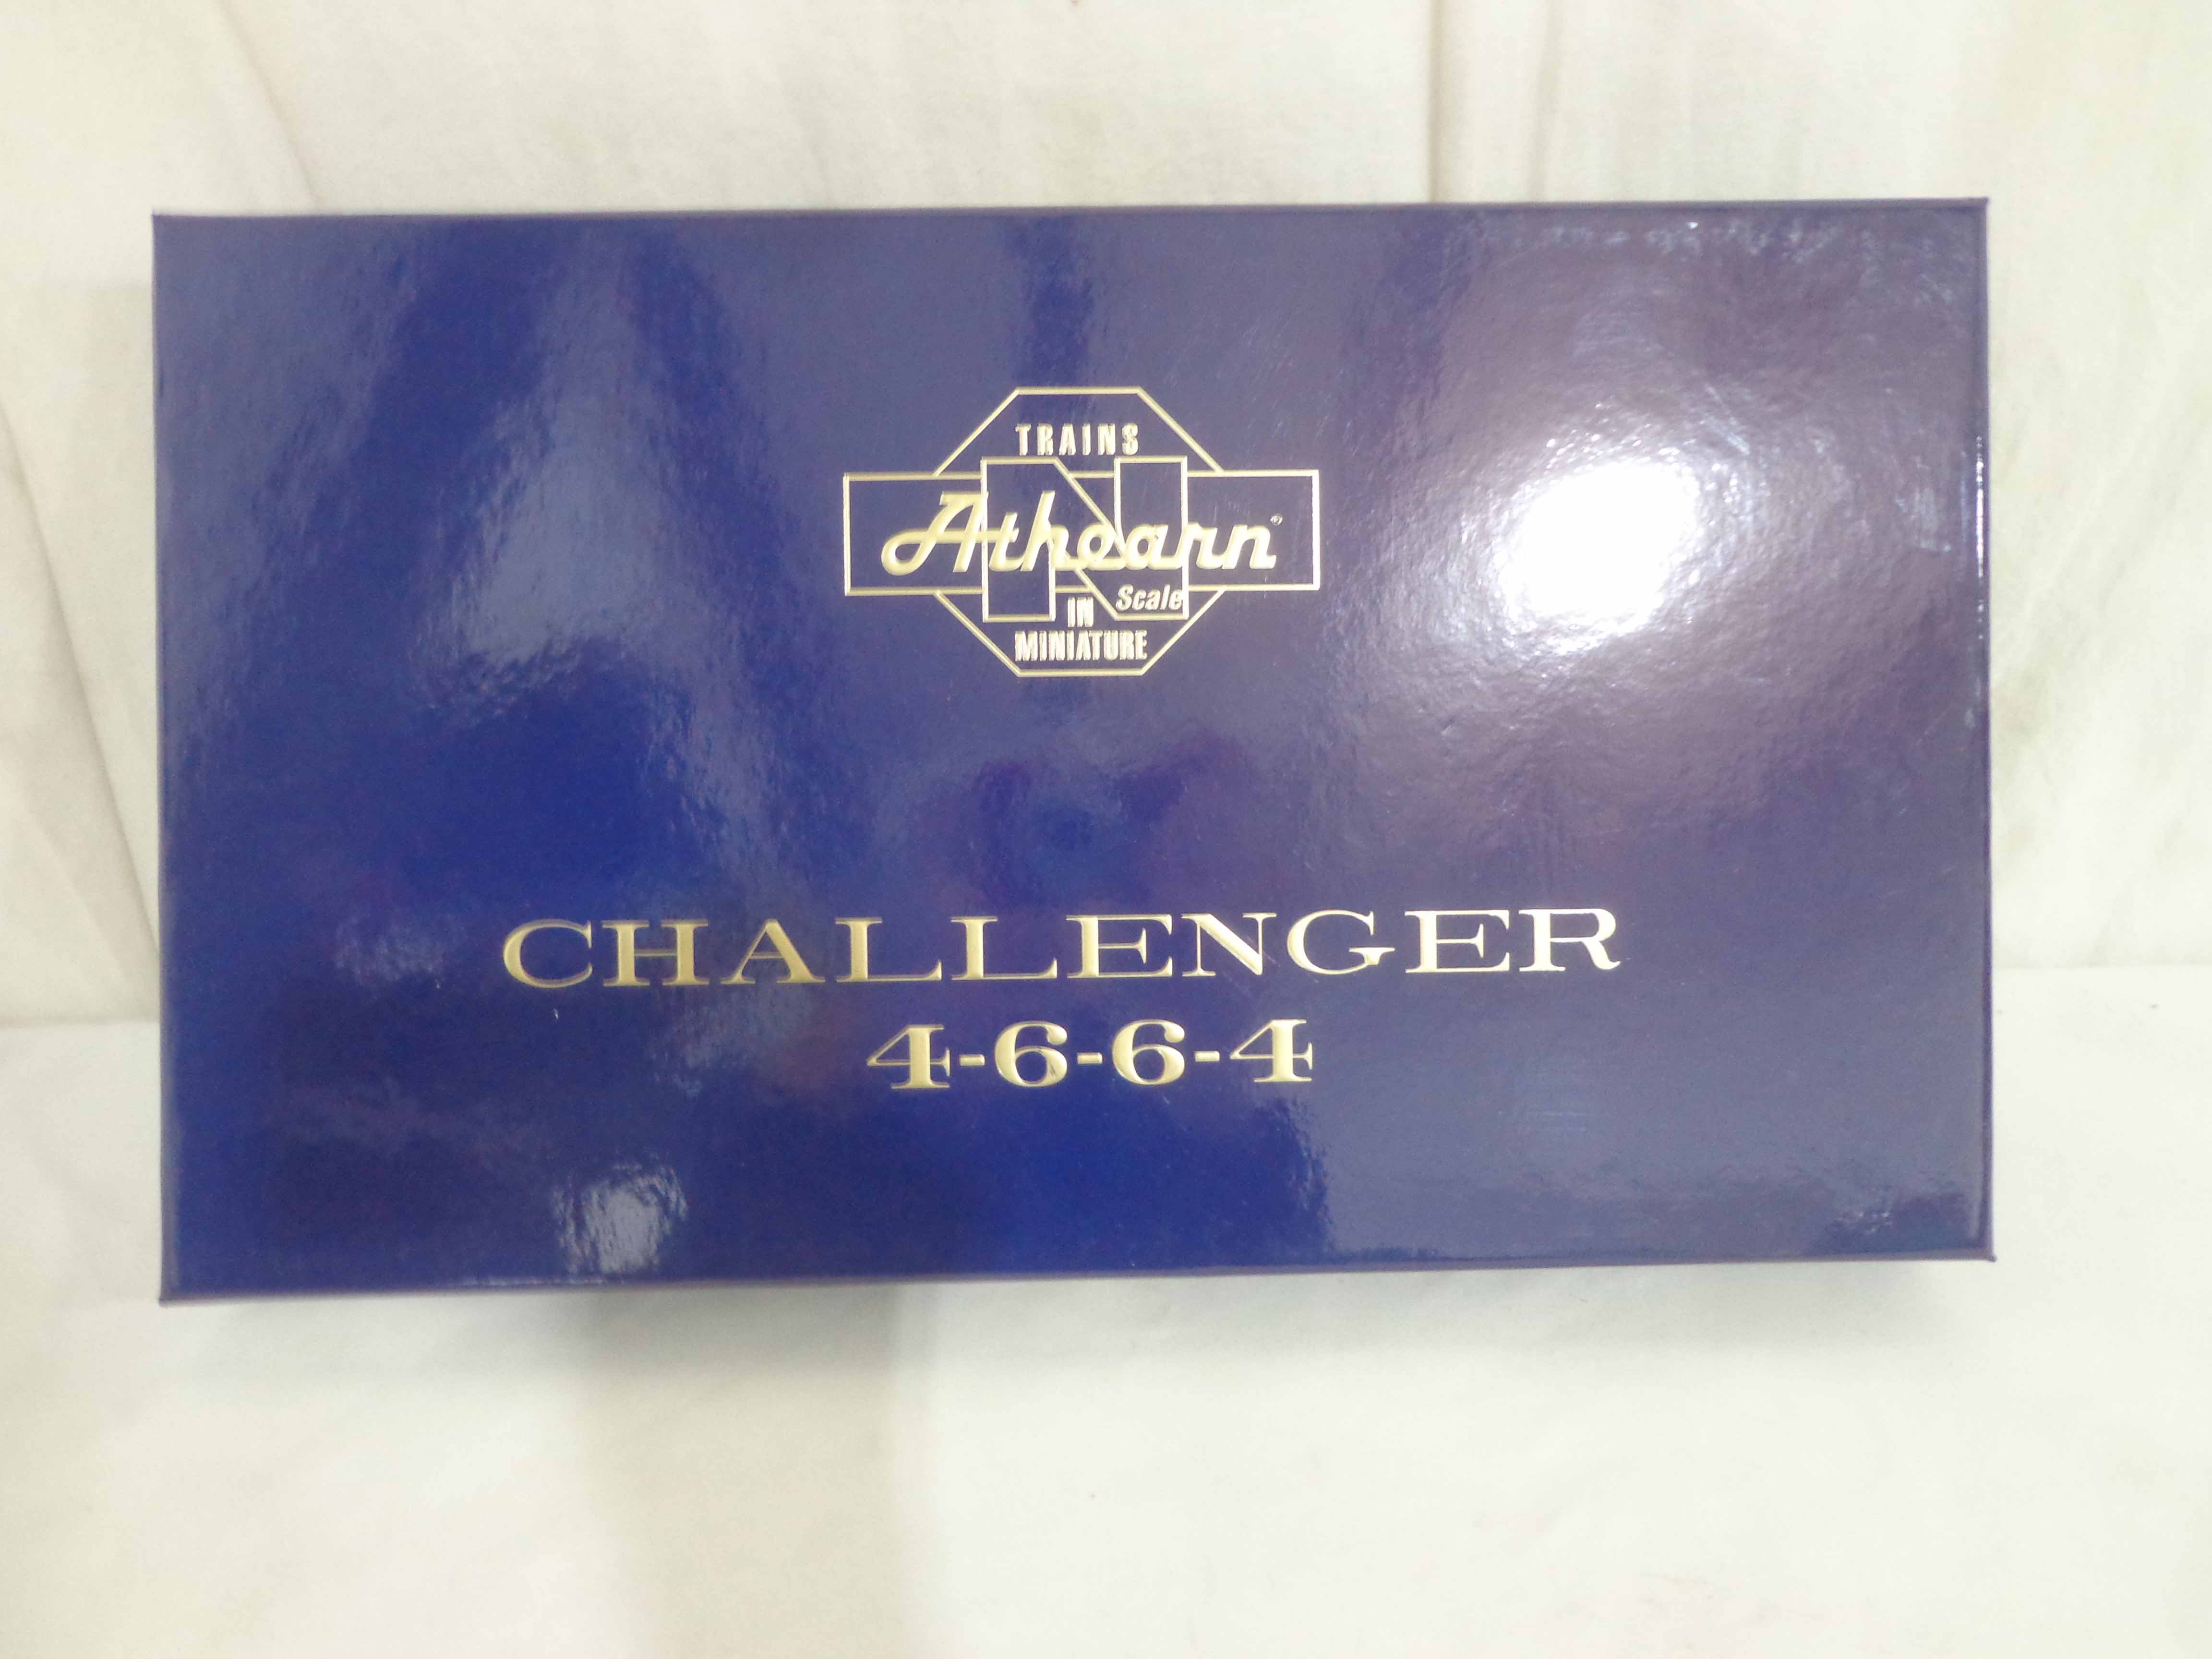 TRAINS
Athearn®
N Scale
IN
MINIATURE
CHALLENGER
4-6-6-4